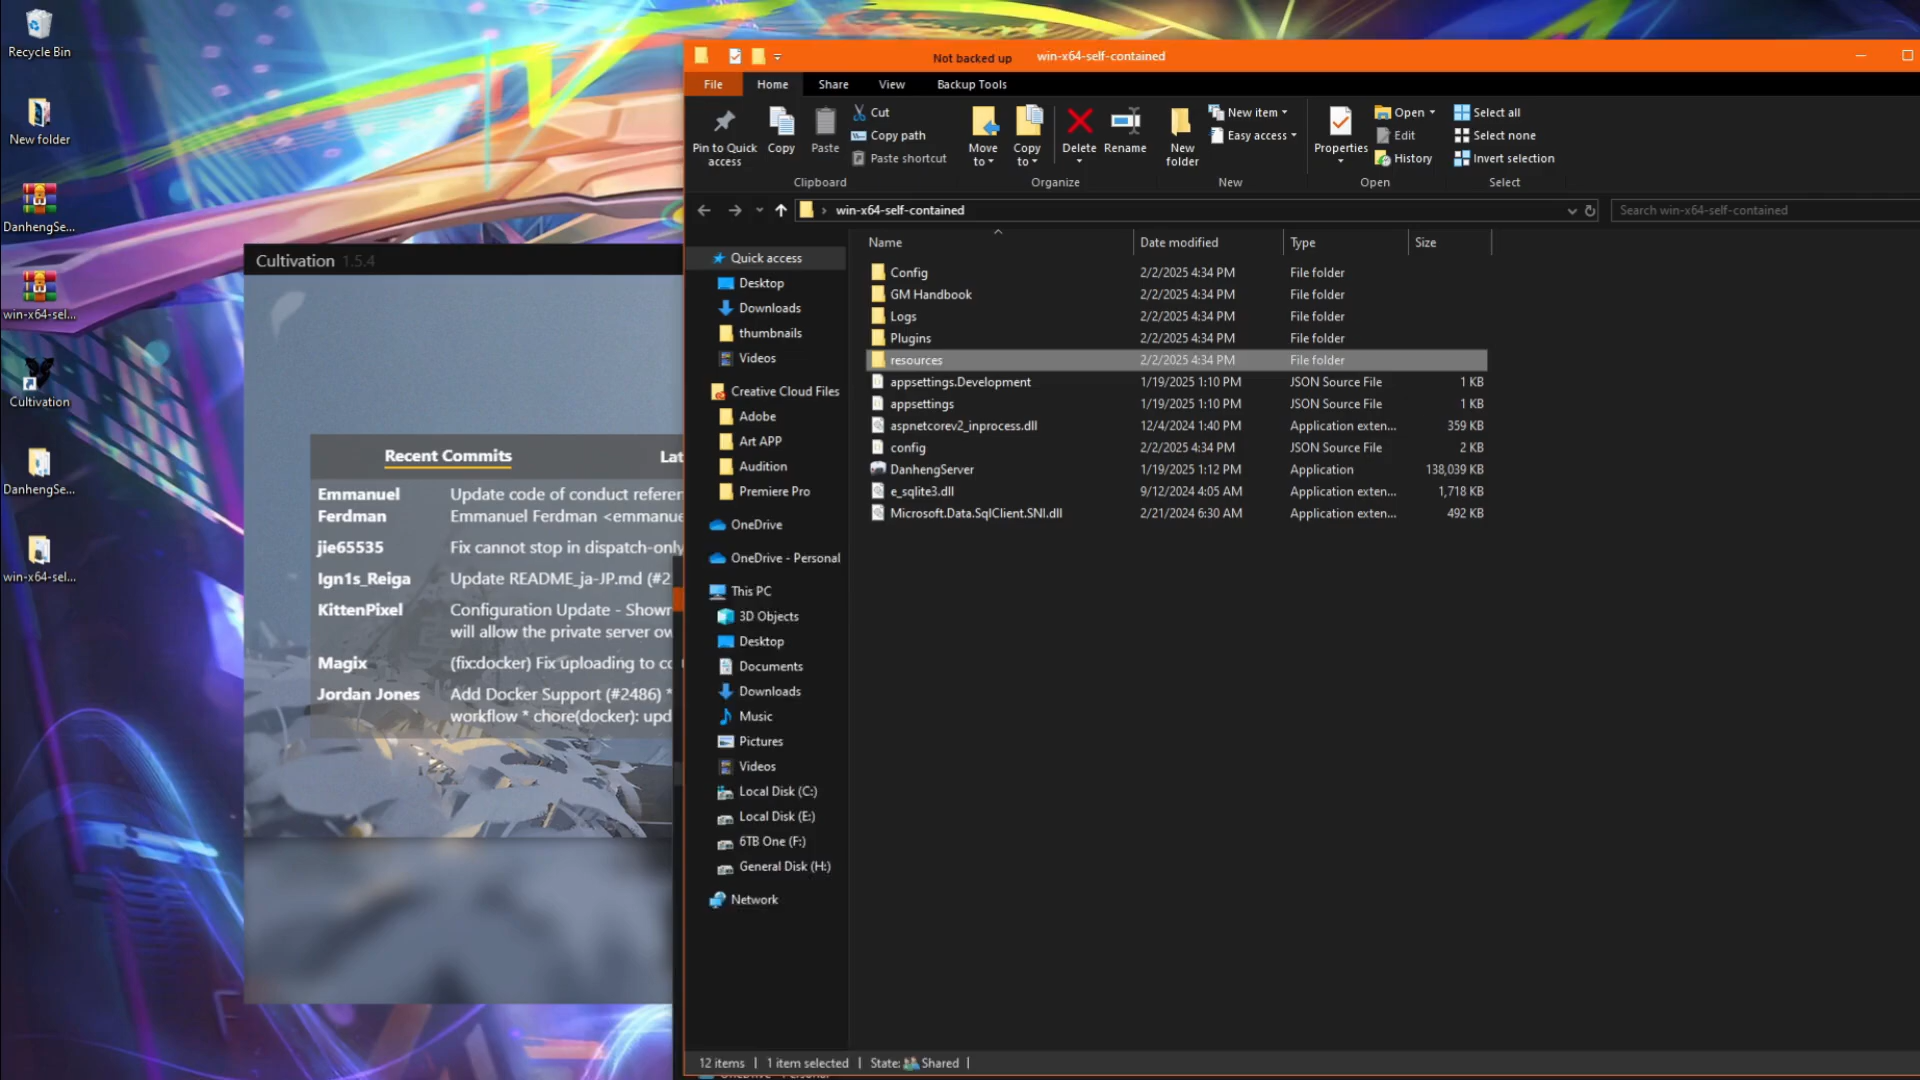 Recycle Bin
New folder
DanhengSe...
win-x64-sel...
Cultivation
DanhengSe...
win-x64-sel...
Cultivation 1.5.4
Recent Commits
Lat
Emmanuel Ferdman
Update code of conduct referen
Emmanuel Ferdman <emmanue
jie65535
Fix cannot stop in dispatch-only
Ign1s_Reiga
Update README_ja-JP.md (#2
KittenPixel
Configuration Update - Showr
will allow the private server ow
Magix
(fix:docker) Fix uploading to co
Jordan Jones
Add Docker Support (#2486) *
workflow * chore(docker): upd
Not backed up
win-x64-self-contained
File
Home
Share
View
Backup Tools
Pin to Quick access
Copy
Paste
Cut
Copy path
Paste shortcut
Clipboard
Move to
Copy to
Delete
Rename
Organize
New folder
New item
Easy access
New
Properties
Open
Edit
History
Open
Select all
Select none
Invert selection
Select
win-x64-self-contained
Search win-x64-self-contained
Quick access
Desktop
Downloads
thumbnails
Videos
Creative Cloud Files
Adobe
Art APP
Audition
Premiere Pro
OneDrive
OneDrive - Personal
This PC
3D Objects
Desktop
Documents
Downloads
Music
Pictures
Videos
Local Disk (C:)
Local Disk (E:)
6TB One (F:)
General Disk (H:)
Network
Name Date modified Type Size
Config 2/2/2025 4:34 PM File folder
GM Handbook 2/2/2025 4:34 PM File folder
Logs 2/2/2025 4:34 PM File folder
Plugins 2/2/2025 4:34 PM File folder
resources 2/2/2025 4:34 PM File folder
appsettings.Development 1/19/2025 1:10 PM JSON Source File 1 KB
appsettings 1/19/2025 1:10 PM JSON Source File 1 KB
aspnetcorev2_inprocess.dll 12/4/2024 1:40 PM Application exten... 359 KB
config 2/2/2025 4:34 PM JSON Source File 2 KB
DanhengServer 1/19/2025 1:12 PM Application 138,039 KB
e_sqlite3.dll 9/12/2024 4:05 AM Application exten... 1,718 KB
Microsoft.Data.SqlClient.SNI.dll 2/21/2024 6:30 AM Application exten... 492 KB
12 items 1 item selected State: Shared